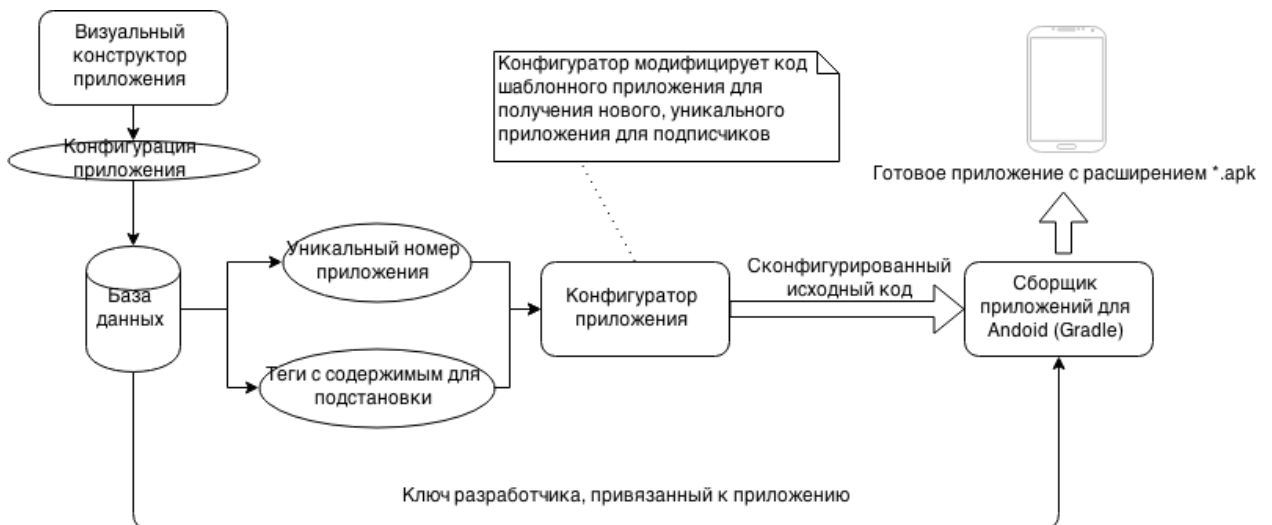 Визуальный
конструктор
приложения
Конфигурация
приложения
База
данных
Уникальный номер
приложения
Теги с содержимым для
подстановки
Конфигуратор модифицирует код
шаблонного приложения для
получения нового, уникального
приложения для подписчиков
Конфигуратор
приложения
Сконфигурированный
исходный код
Готовое приложение с расширением *.apk
Сборщик
приложений для
Andoid (Gradle)
Ключ разработчика, привязанный к приложению